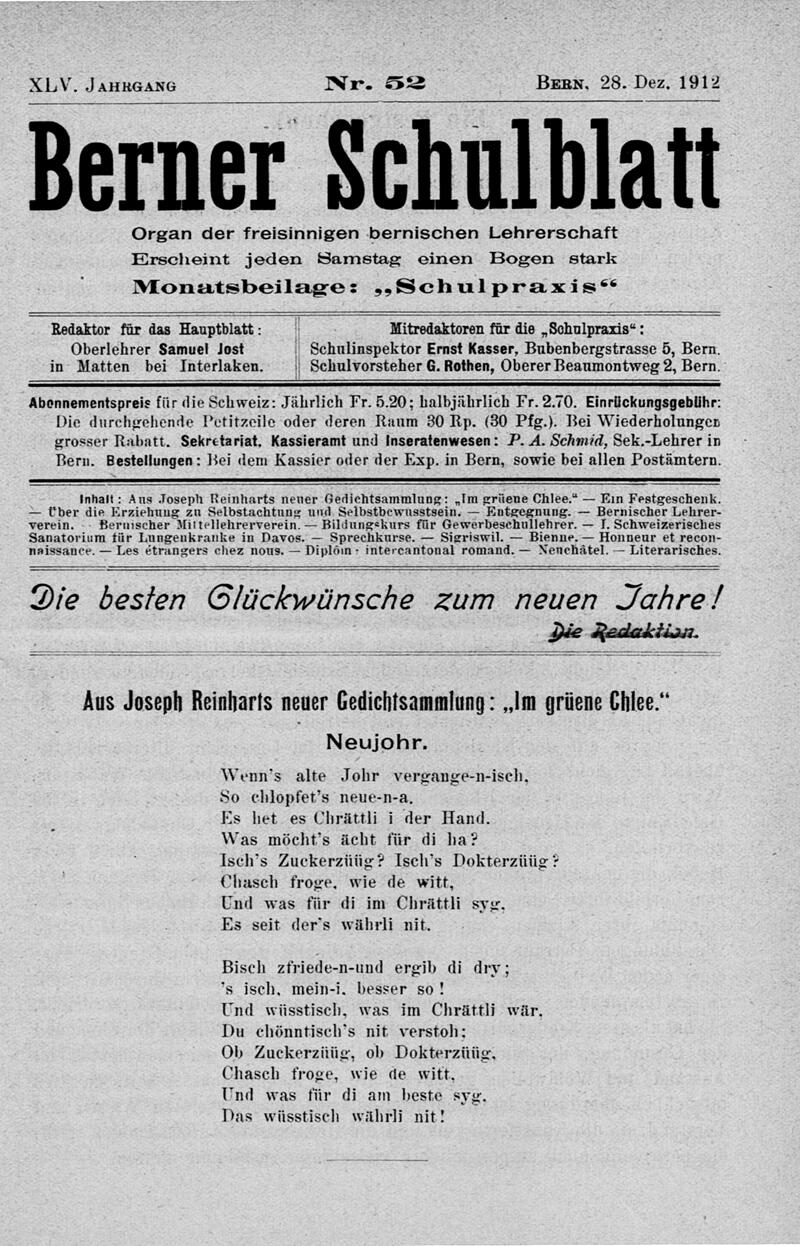 XLV. JAHRGANG Nr. 52 BERN, 28. Dez. 1912
Berner Schulblatt
Organ der freisinnigen bernischen Lehrerschaft
Erscheint jeden Samstag einen Bogen stark
Monatsbeilage: „Schulpraxis“
Redaktor für das Hauptblatt:
Oberlehrer Samuel Jost
in Matten bei Interlaken.
Mitredaktoren für die „Schulpraxis“:
Schulinspektor Ernst Kasser, Bubenbergstrasse 5, Bern.
Schulvorsteher G. Rothen, Oberer Beaumontweg 2, Bern.
Abonnementspreis für die Schweiz: Jährlich Fr. 5.20; halbjährlich Fr. 2.70. Einrückungsgebühr:
Die durchgehende Petitzeile oder deren Raum 30 Rp. (30 Pfg.). Bei Wiederholungen
grosser Rabatt. Sekretariat, Kassieramt und Inseratenwesen: P. A. Schmid, Sek.-Lehrer in
Bern. Bestellungen: Bei dem Kassier oder der Exp. in Bern, sowie bei allen Postämtern.
Inhalt: Aus Joseph Reinharts neuer Gedichtsammlung: „Im grüene Chlee.“ — Ein Festgeschenk.
— Über die Erziehung zu Selbstachtung und Selbstbewusstsein. — Entgegnung. — Bernischer Lehrer-
verein. — Bernischer Mittellehrerverein. — Bildungskurs für Gewerbeschullehrer. — I. Schweizerisches
Sanatorium für Lungenkranke in Davos. — Sprechkurse. — Sigriswil. — Bienne. — Honneur et recon-
naissance. — Les étrangers chez nous. — Diplôme intercantonal romand. — Neuchâtel. — Literarisches.
Die besten Glückwünsche zum neuen Jahre!
Die Redaktion.
Aus Joseph Reinharts neuer Gedichtsammlung: „Im grüene Chlee.“
Neujohr.
Wenn's alte Johr vergange-n-isch,
So chlopfet's neue-n-a.
Es het es Chrättli i der Hand.
Was möcht's ächt für di ha?
Isch's Zuckerzüüg? Isch's Dokterzüüg?
Chasch froge, wie de witt,
Und was für di im Chrättli syg,
Es seit der's währli nit.
Bisch zfriede-n-und ergib di dry;
's isch, mein-i, besser so!
Und wüsstisch, was im Chrättli wär,
Du chönntisch's nit verstoh;
Ob Zuckerzüüg, ob Dokterzüüg,
Chasch froge, wie de witt,
Und was für di am beste syg,
Das wüsstisch währli nit!